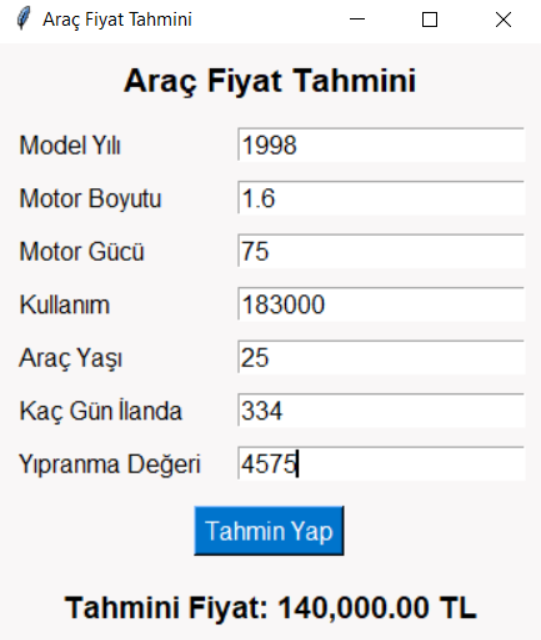 Araç Fiyat Tahmini
Araç Fiyat Tahmini
Model Yılı 1998
Motor Boyutu 1.6
Motor Gücü 75
Kullanım 183000
Araç Yaşı 25
Kaç Gün İlanda 334
Yıpranma Değeri 4575
Tahmin Yap
Tahmini Fiyat: 140,000.00 TL